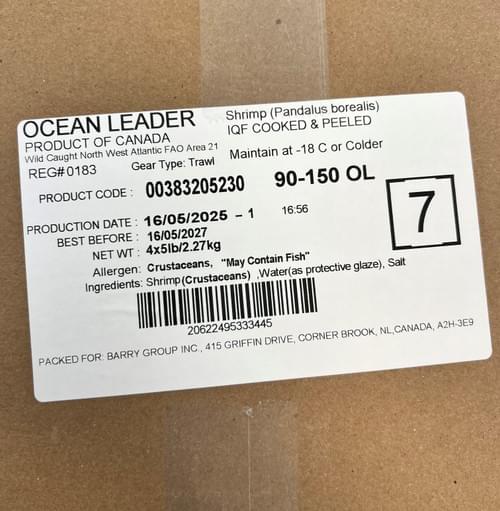 OCEAN LEADER
Shrimp (Pandalus borealis)
PRODUCT OF CANADA
IQF COOKED & PEELED
Wild Caught North West Atlantic FAO Area 21
REG# 0183
Gear Type: Trawl
Maintain at -18 C or Colder
PRODUCT CODE : 00383205230
90-150 OL
7
PRODUCTION DATE : 16/05/2025 - 1
16:56
BEST BEFORE : 16/05/2027
NET WT : 4x5lb/2.27kg
Allergen: Crustaceans, "May Contain Fish"
Ingredients: Shrimp(Crustaceans) ,Water(as protective glaze), Salt
20622495333445
PACKED FOR: BARRY GROUP INC., 415 GRIFFIN DRIVE, CORNER BROOK, NL,CANADA, A2H-3E9